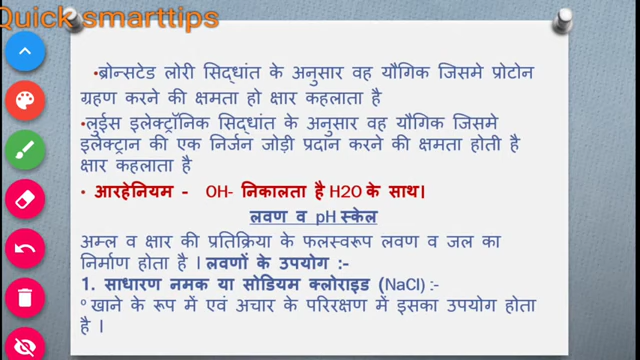 Quick smarttips
•ब्रोन्सटेड लोरी सिद्धांत के अनुसार वह यौगिक जिसमे प्रोटोन
ग्रहण करने की क्षमता हो क्षार कहलाता है
•लुईस इलेक्ट्रॉनिक सिद्धांत के अनुसार वह यौगिक जिसमे
इलेक्ट्रान की एक निर्जन जोड़ी प्रदान करने की क्षमता होती है
क्षार कहलाता है
• आरहेनियम - OH- निकालता है H2O के साथ।
लवण व pH स्केल
अम्ल व क्षार की प्रतिक्रिया के फलस्वरूप लवण व जल का
निर्माण होता है । लवणों के उपयोग :-
1. साधारण नमक या सोडियम क्लोराइड (NaCl) :-
° खाने के रूप में एवं अचार के परिरक्षण में इसका उपयोग होता
है ।